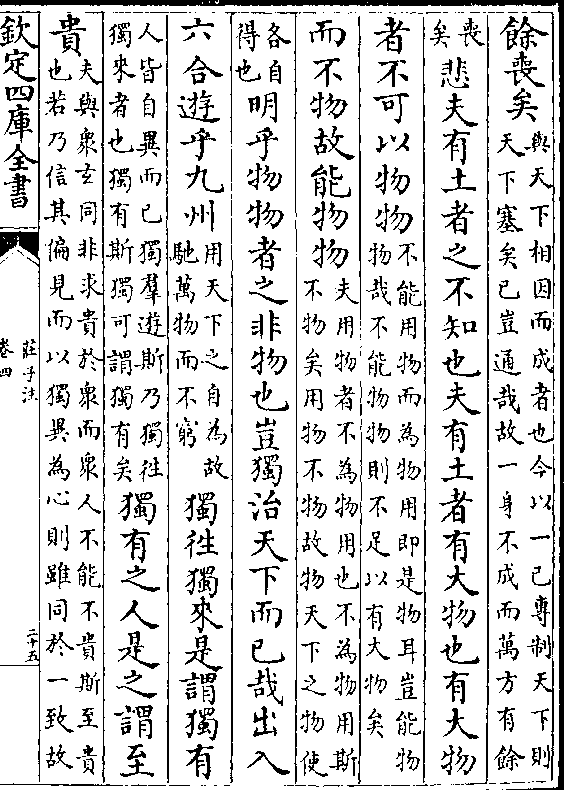 餘喪矣與天下相因而成者也今以一己專制天下則
天下塞矣己豈通哉故一身不成而萬方有餘
喪
矣悲夫有土者之不知也夫有土者有大物也有大物
者不可以物物不能用物而為物用即是物耳豈能物
物哉不能物物則不足以有大物矣
而不物故能物物夫用物者不為物用也不為物用斯
不物矣用物不物故物天下之物使
各自
得也明乎物物者之非物也豈獨治天下而已哉出入
六合遊乎九州用天下之自為故
馳萬物而不窮獨往獨來是謂獨有
人皆自異而己獨羣遊斯乃獨往
獨來者也獨有斯獨可謂獨有矣獨有之人是之謂至
貴夫與衆玄同非求貴於衆而衆人不能不貴斯至貴
也若乃信其偏見而以獨異為心則雖同於一致故
欽定四庫全書
莊子注
卷四
二十五